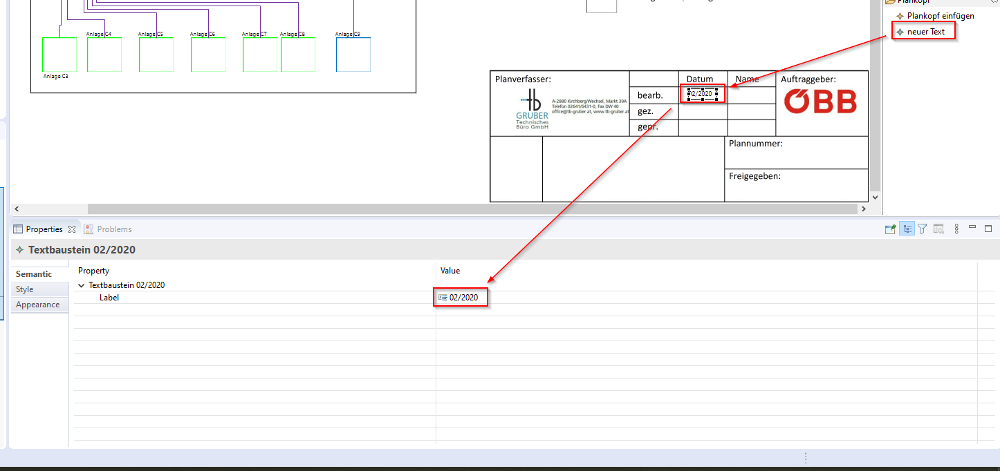 Plankopf
Plankopf einfügen
neuer Text
Anlage C4
Anlage C5
Anlage C6
Anlage C7
Anlage C8
Anlage C9
Anlage C3
Planverfasser:
Datum
Name
Auftraggeber:
bearb.
02/2020
gez.
gepr.
tb
GRUBER
Technisches
Büro GmbH
A-2880 Kirchberg/Wechsel, Markt 39A
Telefon 02641/6431-0, Fax DW 40
office@tb-gruber.at, www.tb-gruber.at
ÖBB
Plannummer:
Freigegeben:
Properties
Problems
Textbaustein 02/2020
Semantic
Style
Appearance
Property
Value
Textbaustein 02/2020
Label
02/2020